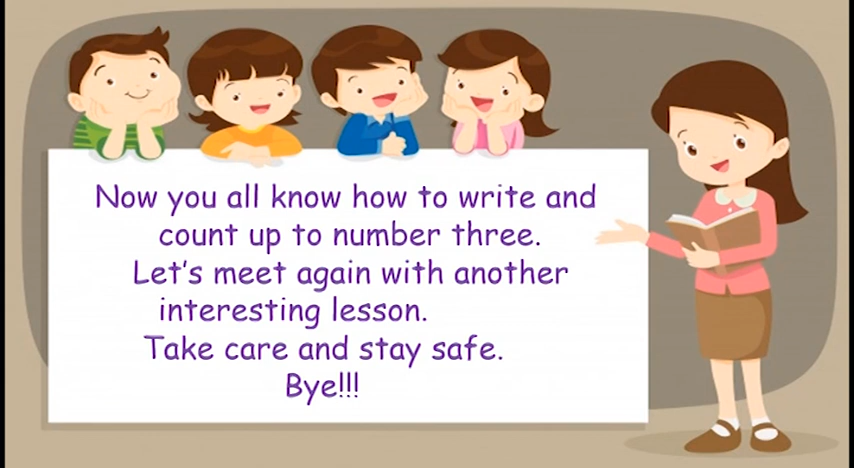 Now you all know how to write and
count up to number three.
Let's meet again with another
interesting lesson.
Take care and stay safe.
Bye!!!